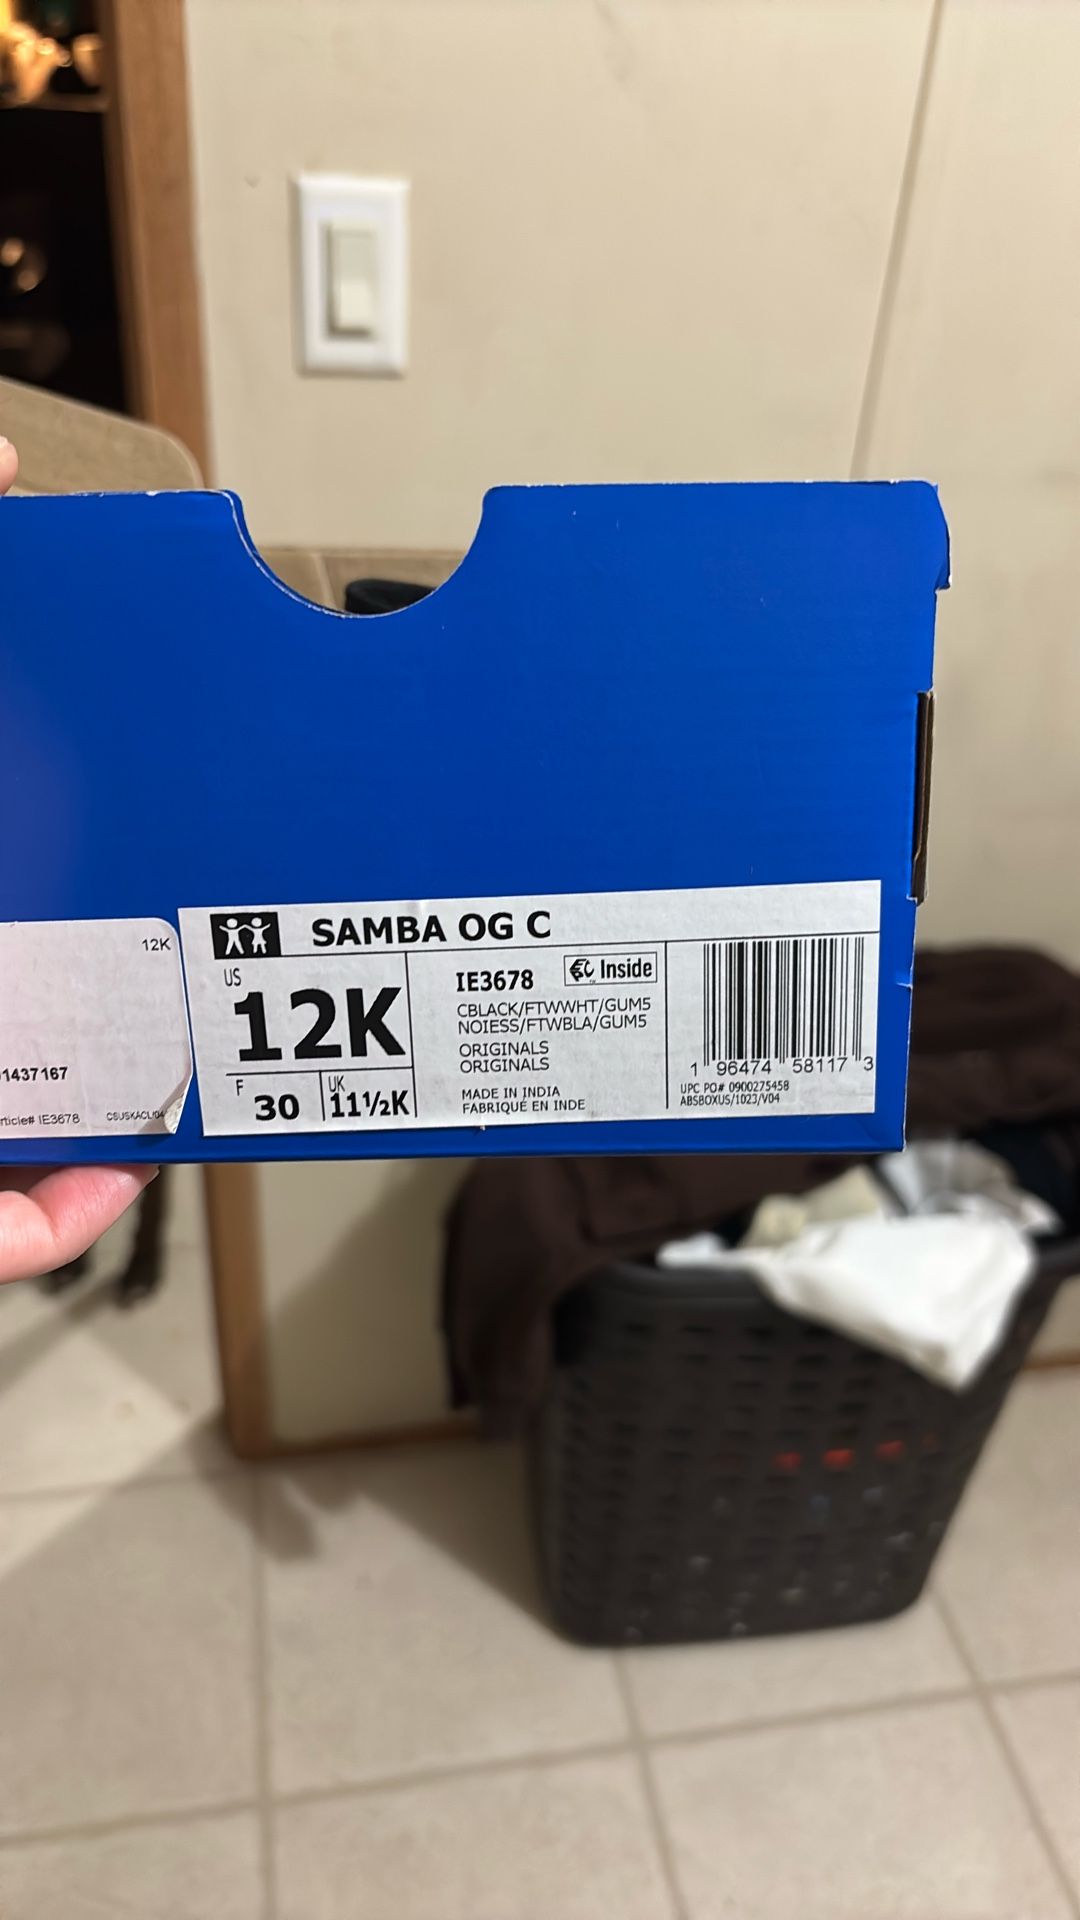 12K
1437167
rticle# IE3678
CSUSKACL/04
SAMBA OG C
US
12K
F
30
UK
11½K
IE3678
Inside
CBLACK/FTWWHT/GUM5
NOIESS/FTWBLA/GUM5
ORIGINALS
ORIGINALS
MADE IN INDIA
FABRIQUÉ EN INDE
1 96474 58117 3
UPC PO# 0900275458
ABSBOXUS/1023/V04